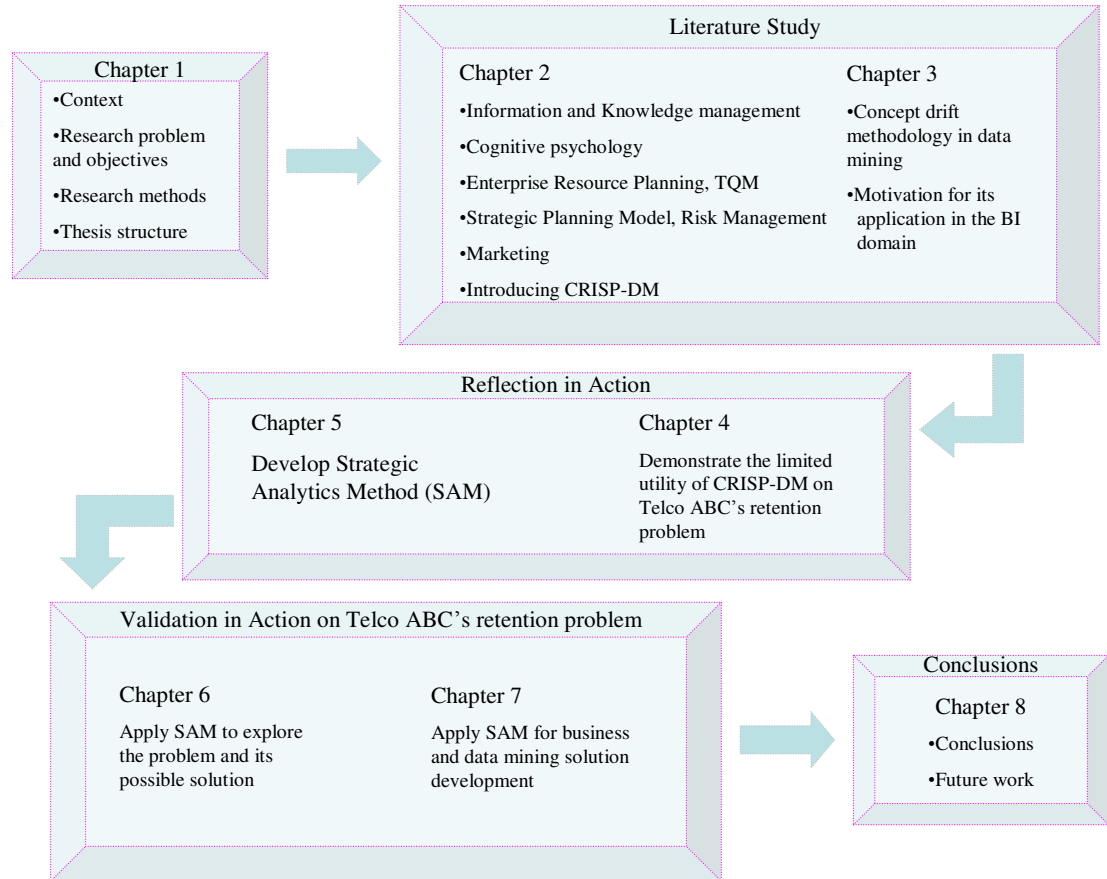 Chapter 1
•Context
•Research problem
and objectives
•Research methods
•Thesis structure
Literature Study
Chapter 2
•Information and Knowledge management
•Cognitive psychology
•Enterprise Resource Planning, TQM
•Strategic Planning Model, Risk Management
•Marketing
•Introducing CRISP-DM
Chapter 3
•Concept drift
methodology in data
mining
•Motivation for its
application in the BI
domain
Reflection in Action
Chapter 5
Develop Strategic
Analytics Method (SAM)
Chapter 4
Demonstrate the limited
utility of CRISP-DM on
Telco ABC’s retention
problem
Validation in Action on Telco ABC’s retention problem
Chapter 6
Apply SAM to explore
the problem and its
possible solution
Chapter 7
Apply SAM for business
and data mining solution
development
Conclusions
Chapter 8
•Conclusions
•Future work